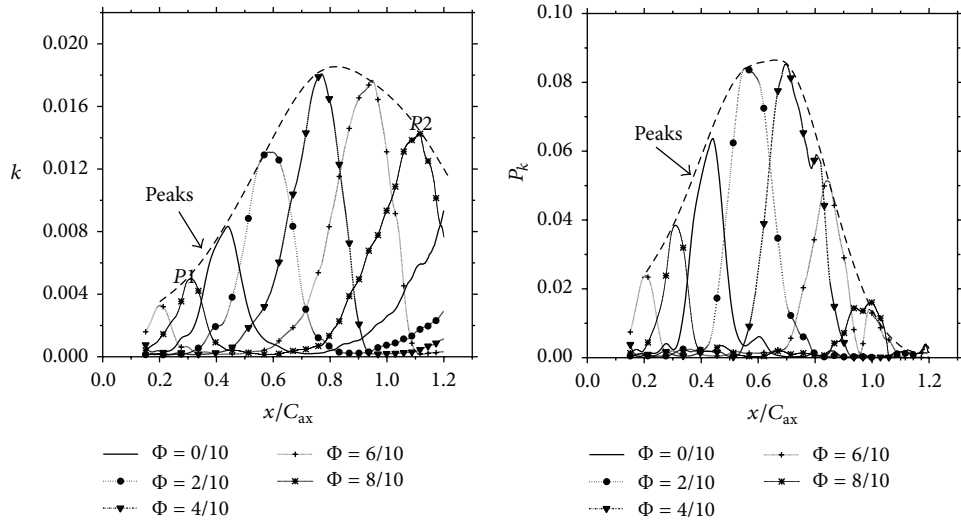 0.020
0.016
0.012
0.008
0.004
0.000
k
Peaks
P1
P2
0.0 0.2 0.4 0.6 0.8 1.0 1.2
x/Cax
Φ = 0/10
Φ = 2/10
Φ = 4/10
Φ = 6/10
Φ = 8/10
0.10
0.08
0.06
0.04
0.02
0.00
Pk
Peaks
0.0 0.2 0.4 0.6 0.8 1.0 1.2
x/Cax
Φ = 0/10
Φ = 2/10
Φ = 4/10
Φ = 6/10
Φ = 8/10